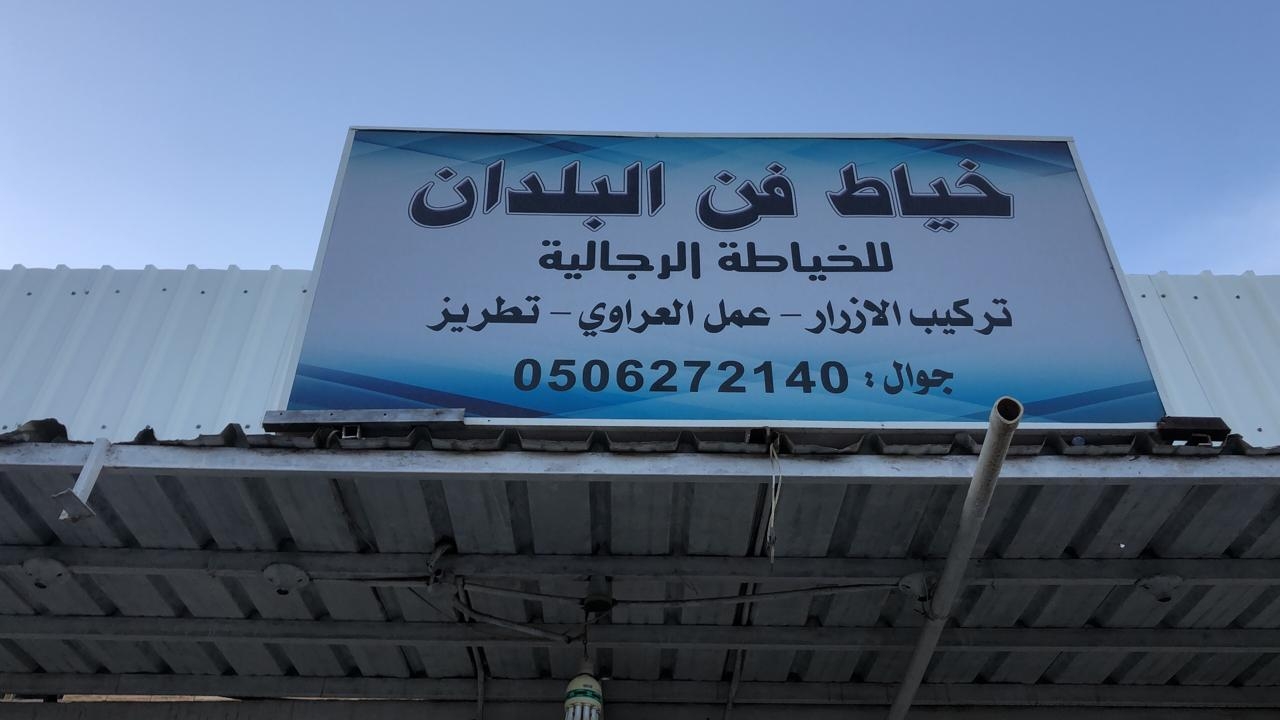 خياط فن البلدان
للخياطة الرجالية
تركيب الازرار - عمل العراوي - تطريز
جوال : 0506272140